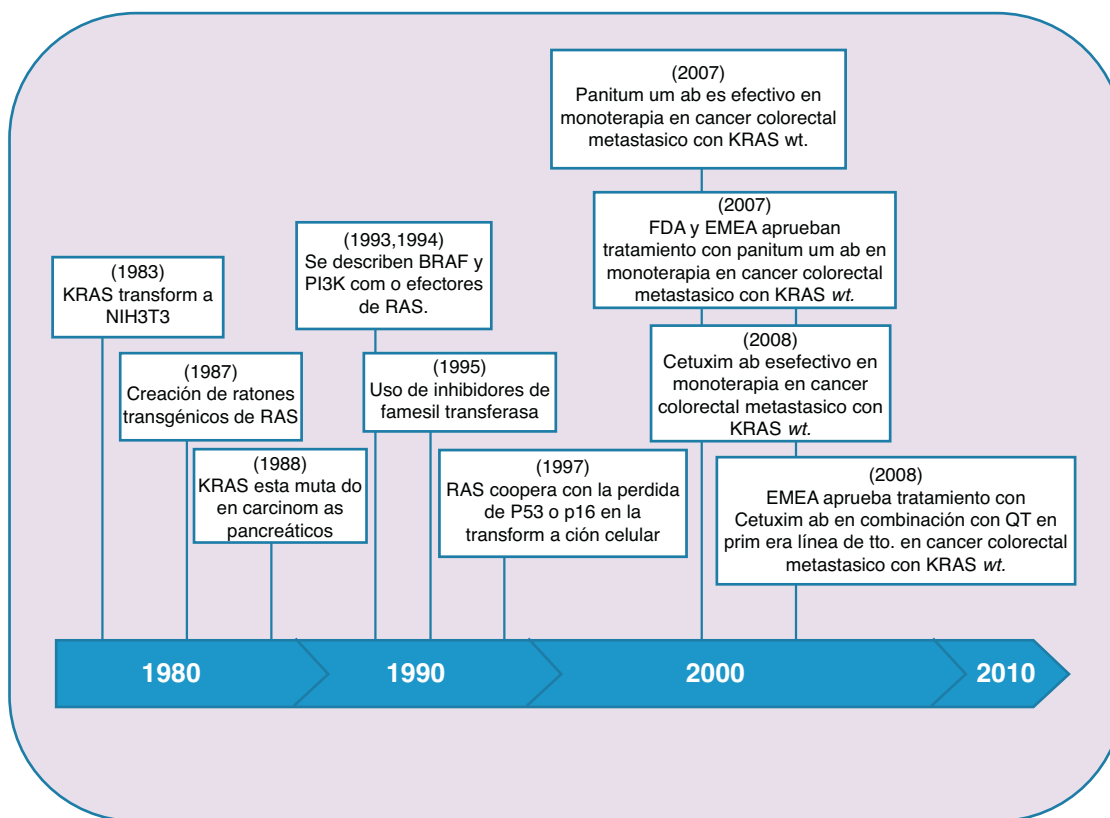 (1983)
KRAS transform a
NIH3T3
(1987)
Creación de ratones
transgénicos de RAS
(1988)
KRAS esta muta do
en carcinom as
pancreáticos
(1993,1994)
Se describen BRAF y
PI3K com o efectores
de RAS.
(1995)
Uso de inhibidores de
famesil transferasa
(1997)
RAS coopera con la perdida
de P53 o p16 en la
transform a ción celular
(2007)
Panitum um ab es efectivo en
monoterapia en cancer colorectal
metastasico con KRAS wt.
(2007)
FDA y EMEA aprueban
tratamiento con panitum um ab en
monoterapia en cancer colorectal
metastasico con KRAS wt.
(2008)
Cetuxim ab esefectivo en
monoterapia en cancer
colorectal metastasico con
KRAS wt.
(2008)
EMEA aprueba tratamiento con
Cetuxim ab en combinación con QT en
prim era línea de tto. en cancer colorectal
metastasico con KRAS wt.
1980
1990
2000
2010